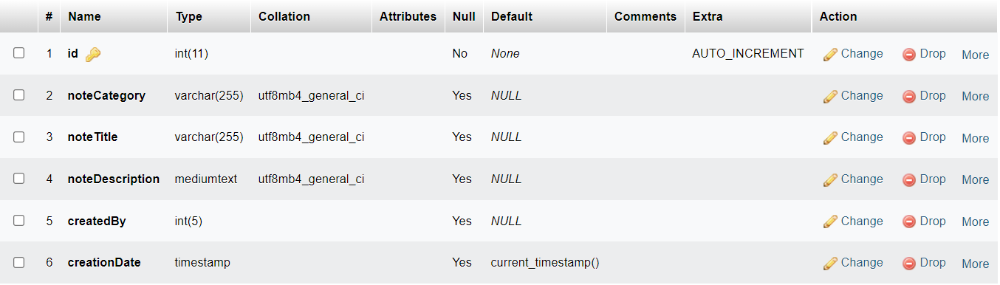 # Name Type Collation Attributes Null Default Comments Extra Action
1 id int(11) No None AUTO_INCREMENT Change Drop More
2 noteCategory varchar(255) utf8mb4_general_ci Yes NULL Change Drop More
3 noteTitle varchar(255) utf8mb4_general_ci Yes NULL Change Drop More
4 noteDescription mediumtext utf8mb4_general_ci Yes NULL Change Drop More
5 createdBy int(5) Yes NULL Change Drop More
6 creationDate timestamp Yes current_timestamp() Change Drop More